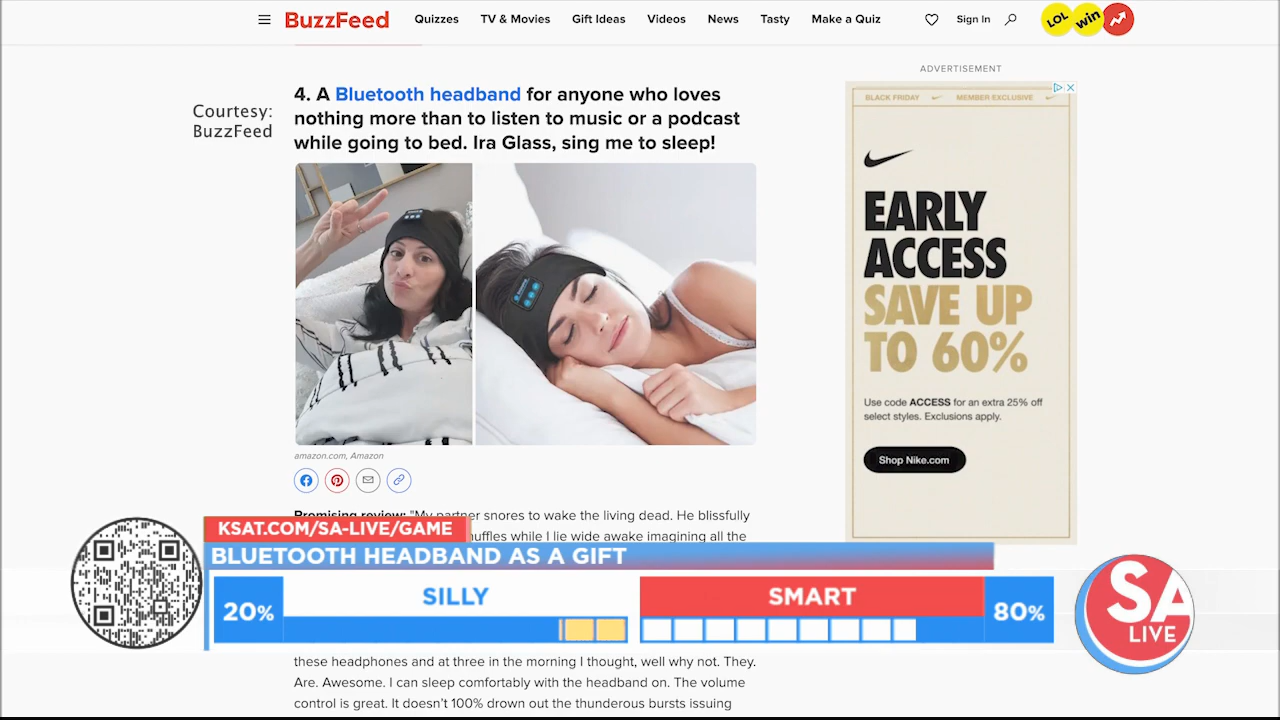 BuzzFeed
Quizzes
TV & Movies
Gift Ideas
Videos
News
Tasty
Make a Quiz
Sign In
LOL
win
Courtesy:
BuzzFeed
4. A Bluetooth headband for anyone who loves
nothing more than to listen to music or a podcast
while going to bed. Ira Glass, sing me to sleep!
amazon.com, Amazon
Promising review: "My partner snores to wake the living dead. He blissfully
uffles while I lie wide awake imagining all the
ADVERTISEMENT
BLACK FRIDAY
MEMBER EXCLUSIVE
EARLY
ACCESS
SAVE UP
TO 60%
Use code ACCESS for an extra 25% off
select styles. Exclusions apply.
Shop Nike.com
KSAT.COM/SA-LIVE/GAME
BLUETOOTH HEADBAND AS A GIFT
20%
SILLY
SMART
80%
SA
LIVE
these headphones and at three in the morning I thought, well why not. They.
Are. Awesome. I can sleep comfortably with the headband on. The volume
control is great. It doesn't 100% drown out the thunderous bursts issuing